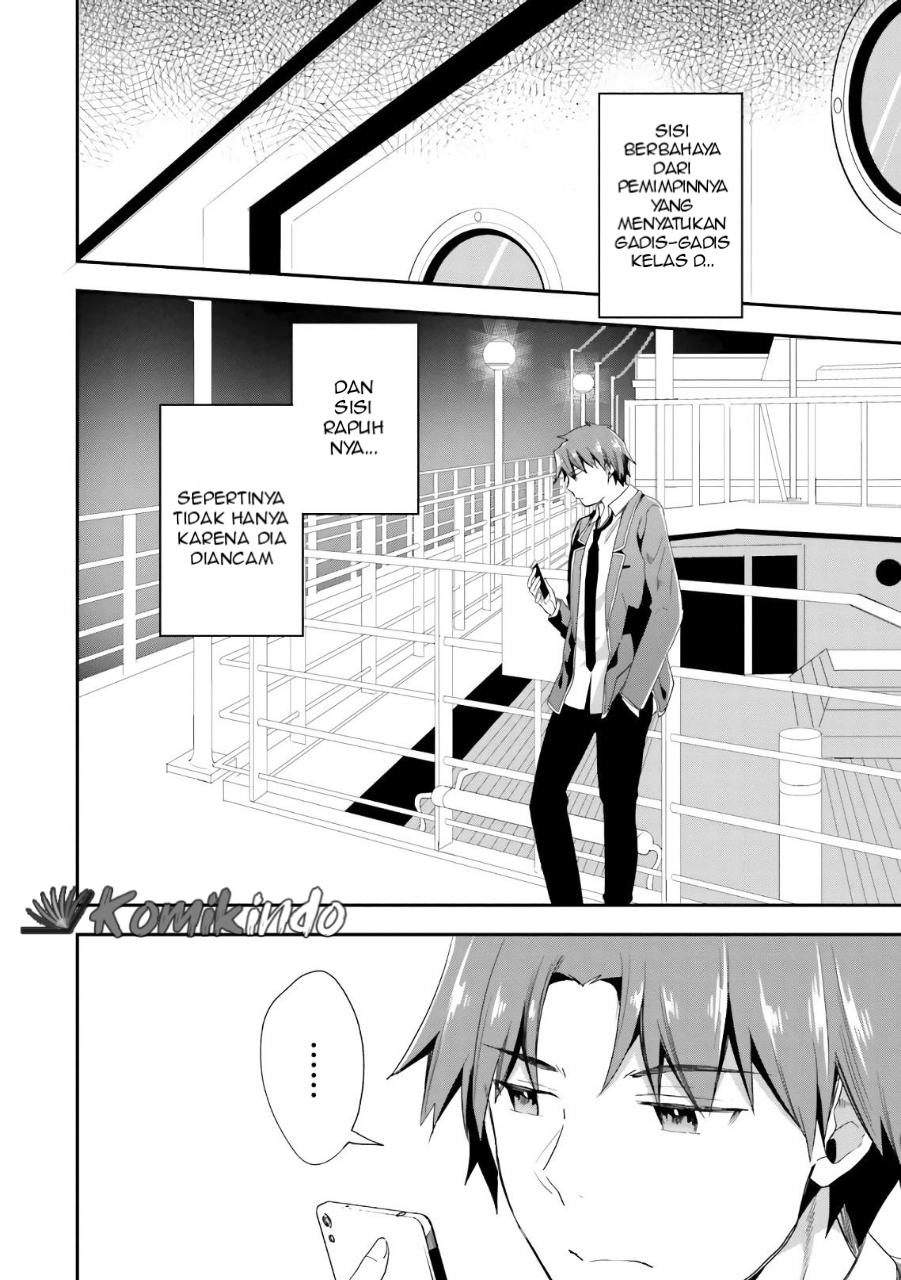 SISI
BERBAHAYA
DARI
PEMIMPINNYA
YANG
MENYATUKAN
GADIS-GADIS
KELAS D...
DAN
SISI
RAPUH
NYA...
SEPERTINYA
TIDAK HANYA
KARENA DIA
DIANCAM
Komikindo
......